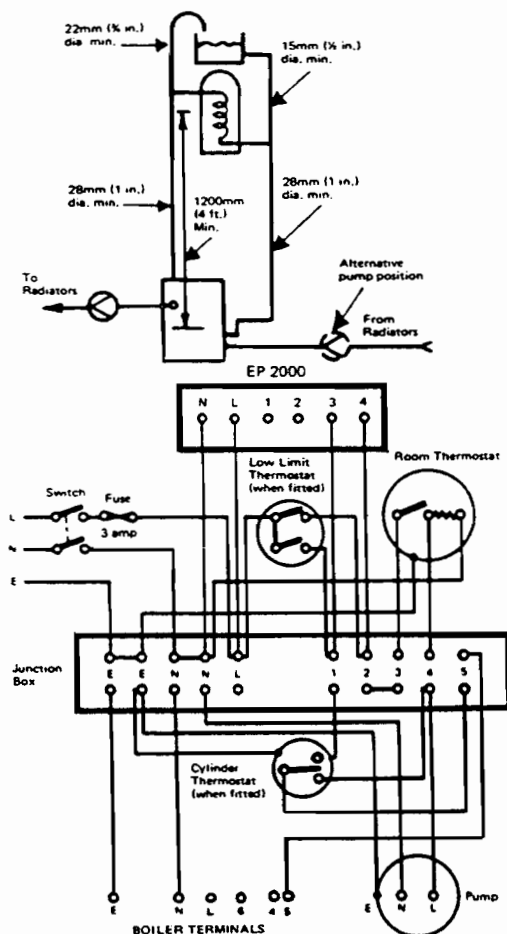 22mm (¾ in.)
dia. min.
15mm (½ in.)
dia. min.
28mm (1 in.)
dia. min.
1200mm
(4 ft.)
Min.
28mm (1 in.)
dia. min.
To
Radiators
Alternative
pump position
From
Radiators
EP 2000
N L 1 2 3 4
Low Limit
Thermostat
(when fitted)
Room Thermostat
Switch
Fuse
L
3 amp
N
E
Junction
Box
E E N N L 1 2 3 4 5
Cylinder
Thermostat
(when fitted)
E N L 6 4 5
E N L
Pump
BOILER TERMINALS